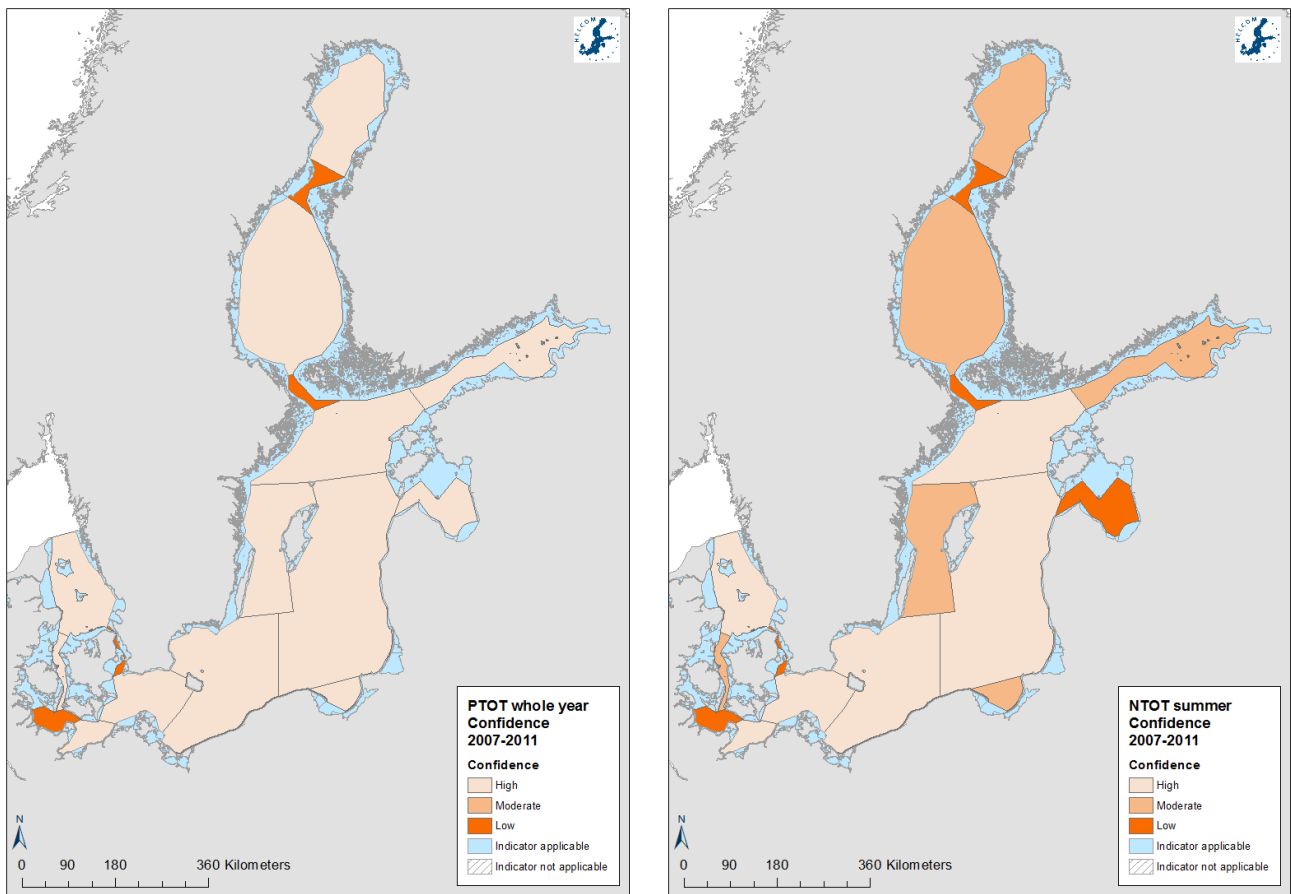 HELCOM
PTOT whole year
Confidence
2007-2011
Confidence
High
Moderate
Low
Indicator applicable
Indicator not applicable
N
0 90 180 360 Kilometers
HELCOM
NTOT summer
Confidence
2007-2011
Confidence
High
Moderate
Low
Indicator applicable
Indicator not applicable
N
0 90 180 360 Kilometers